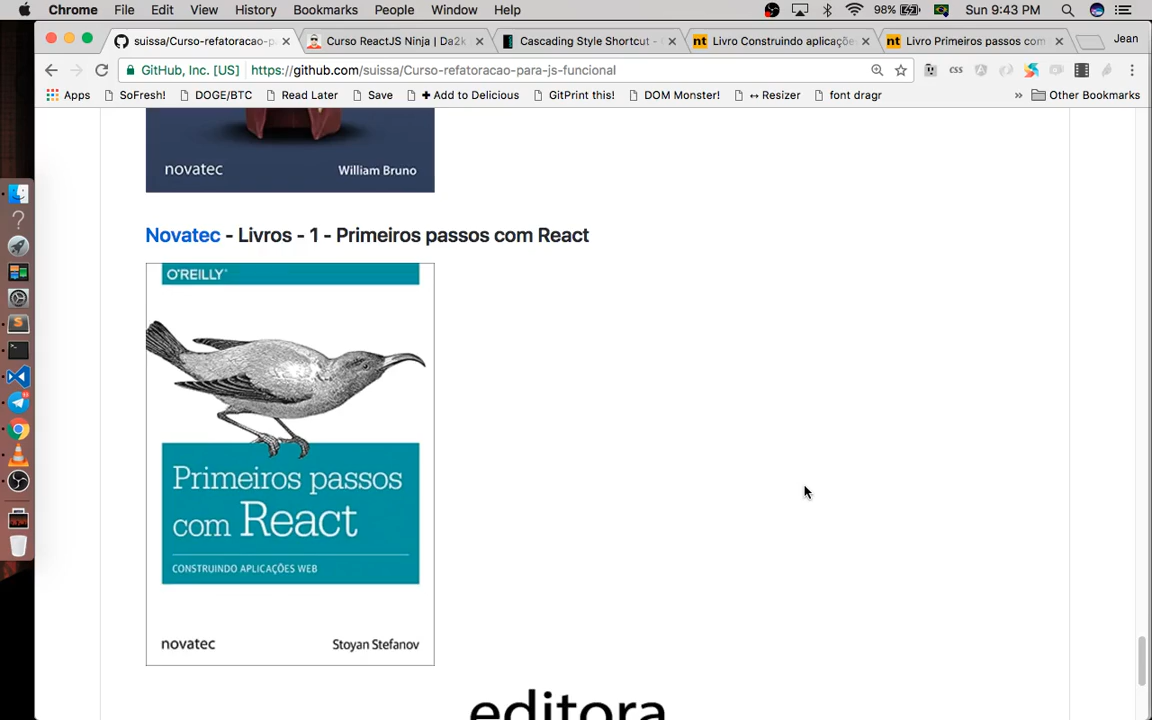 Chrome File Edit View History Bookmarks People Window Help 98% Sun 9:43 PM
suissa/Curso-refatoracao-p
Curso ReactJS Ninja | Da2k
Cascading Style Shortcut -
nt Livro Construindo aplicaçõe
nt Livro Primeiros passos com
Jean
GitHub, Inc. [US] https://github.com/suissa/Curso-refatoracao-para-js-funcional
css
Apps SoFresh! DOGE/BTC Read Later Save + Add to Delicious GitPrint this! DOM Monster! ↔ Resizer font dragr » Other Bookmarks
novatec William Bruno
Novatec - Livros - 1 - Primeiros passos com React
O'REILLY®
Primeiros passos
com React
CONSTRUINDO APLICAÇÕES WEB
novatec Stoyan Stefanov
editora